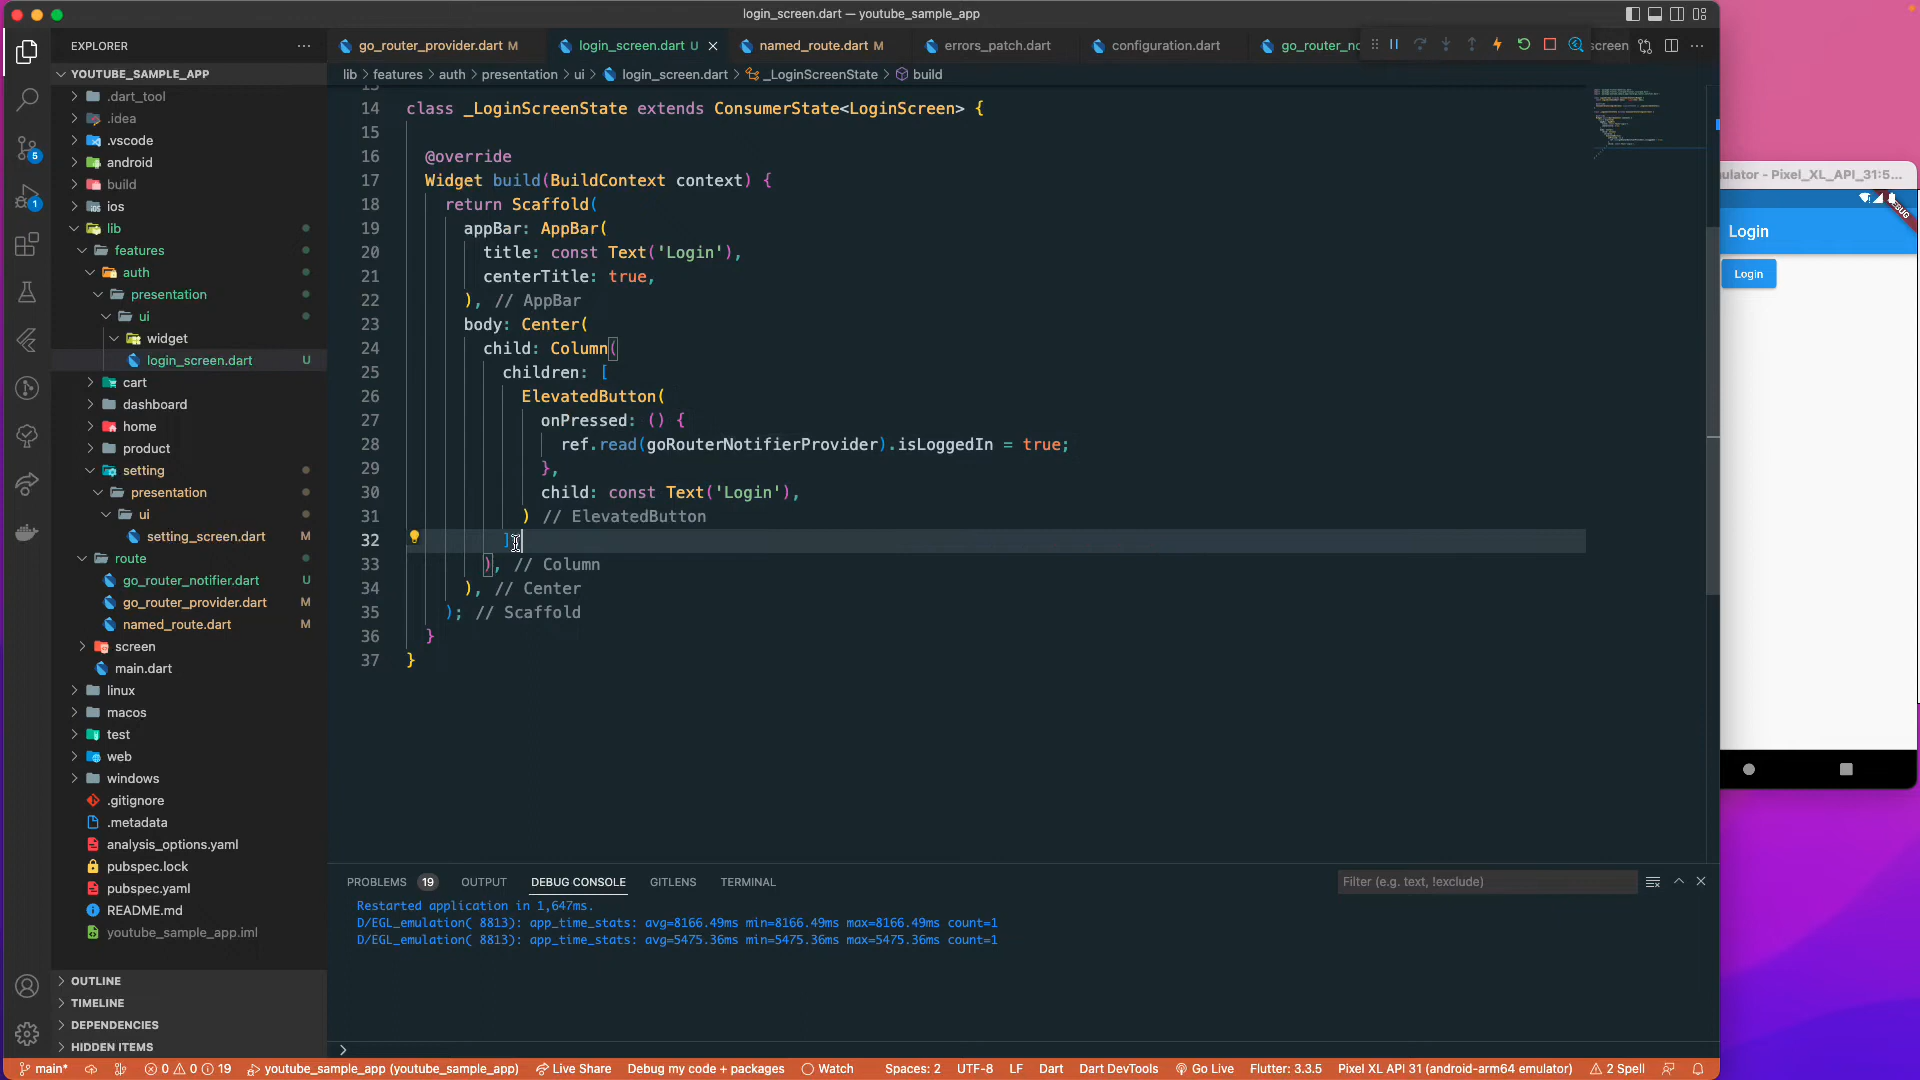 login_screen.dart — youtube_sample_app
EXPLORER
go_router_provider.dart M
login_screen.dart U
named_route.dart M
errors_patch.dart
configuration.dart
go_router_no
screen
YOUTUBE_SAMPLE_APP
lib > features > auth > presentation > ui > login_screen.dart > _LoginScreenState > build
.dart_tool
.idea
.vscode
android
build
ios
lib
features
auth
presentation
ui
widget
login_screen.dart U
cart
dashboard
home
product
setting
presentation
ui
setting_screen.dart M
route
go_router_notifier.dart U
go_router_provider.dart M
named_route.dart M
screen
main.dart
linux
macos
test
web
windows
.gitignore
.metadata
analysis_options.yaml
pubspec.lock
pubspec.yaml
README.md
youtube_sample_app.iml
OUTLINE
TIMELINE
DEPENDENCIES
HIDDEN ITEMS
5
1
14 class _LoginScreenState extends ConsumerState<LoginScreen> {
15
16 @override
17 Widget build(BuildContext context) {
18 return Scaffold(
19 appBar: AppBar(
20 title: const Text('Login'),
21 centerTitle: true,
22 ), // AppBar
23 body: Center(
24 child: Column(
25 children: [
26 ElevatedButton(
27 onPressed: () {
28 ref.read(goRouterNotifierProvider).isLoggedIn = true;
29 },
30 child: const Text('Login'),
31 ) // ElevatedButton
32 ]
33 ), // Column
34 ), // Center
35 ); // Scaffold
36 }
37 }
PROBLEMS 19 OUTPUT DEBUG CONSOLE GITLENS TERMINAL
Filter (e.g. text, !exclude)
Restarted application in 1,647ms.
D/EGL_emulation( 8813): app_time_stats: avg=8166.49ms min=8166.49ms max=8166.49ms count=1
D/EGL_emulation( 8813): app_time_stats: avg=5475.36ms min=5475.36ms max=5475.36ms count=1
main* 0 0 19 youtube_sample_app (youtube_sample_app) Live Share Debug my code + packages Watch Spaces: 2 UTF-8 LF Dart Dart DevTools Go Live Flutter: 3.3.5 Pixel XL API 31 (android-arm64 emulator) 2 Spell
ulator - Pixel_XL_API_31:5...
DEBUG
Login
Login